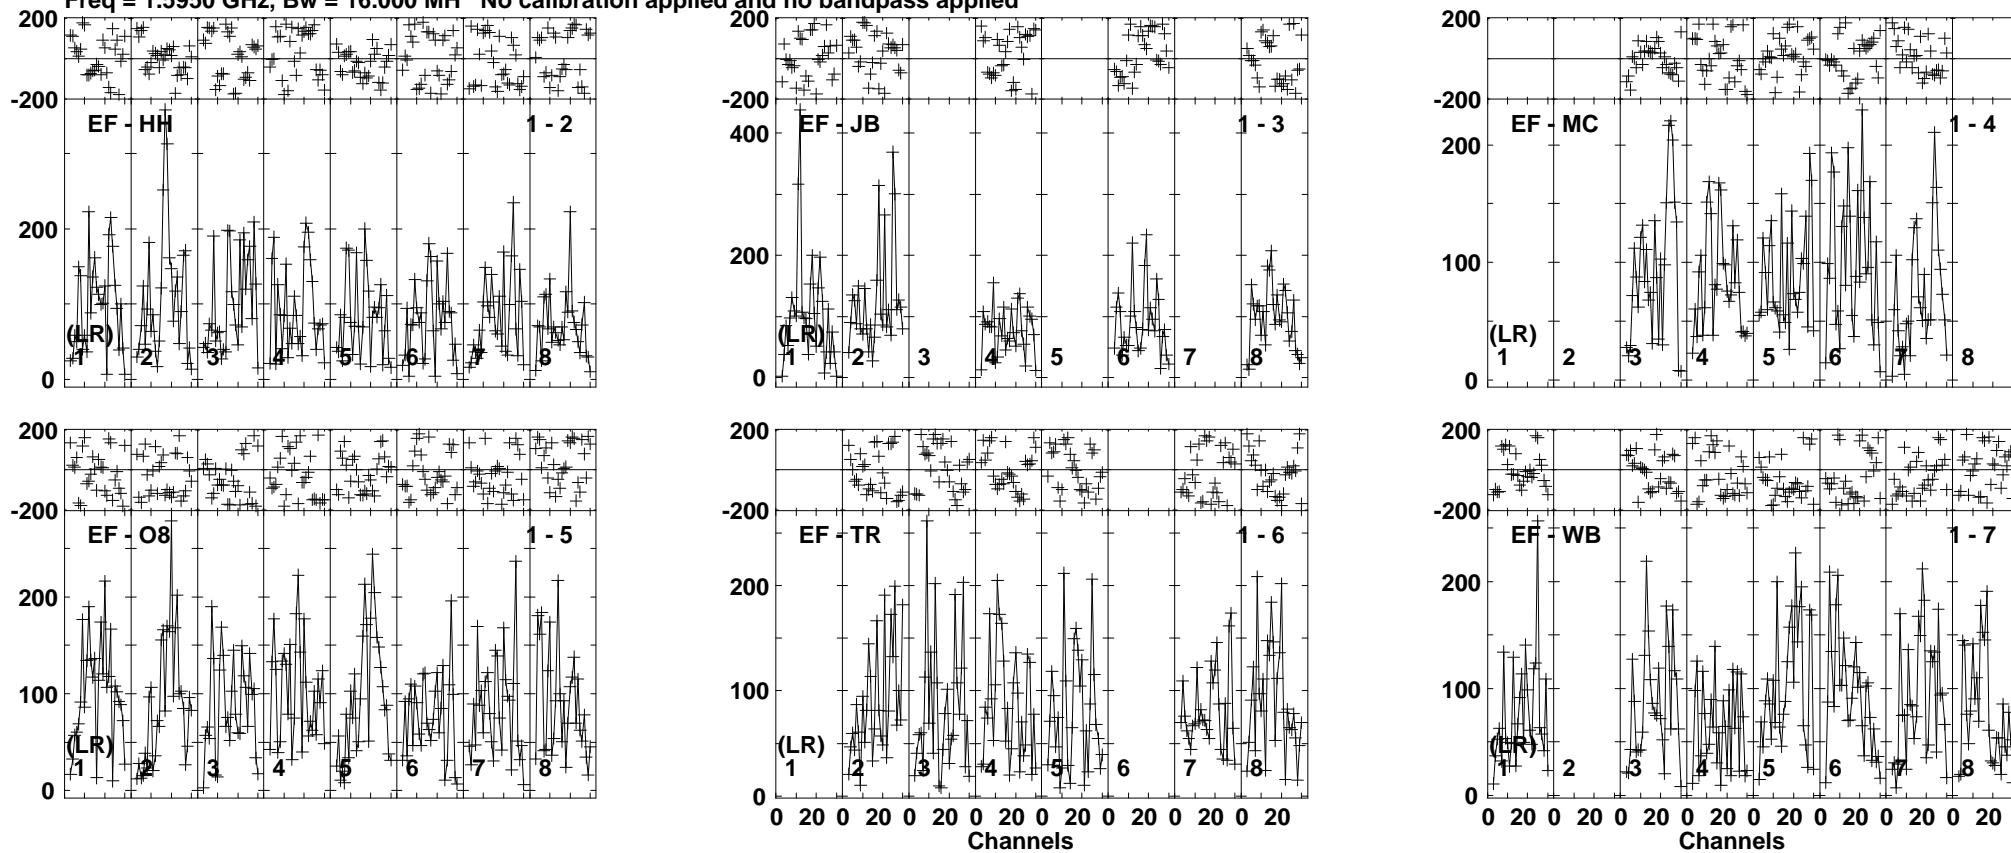 Freq = 1.5950 GHz, Bw = 16.000 MH No calibration applied and no bandpass applied
200 200 200
-200 -200 -200
EF - HH 1 - 2 EF - JB 1 - 3 EF - MC 1 - 4
400 200
200 200 100
(LR) (LR) (LR)
1 2 3 4 5 6 7 8 1 2 3 4 5 6 7 8 1 2 3 4 5 6 7 8
0 0 0
200 200 200
-200 -200 -200
EF - O8 1 - 5 EF - TR 1 - 6 EF - WB 1 - 7
200 200 200
100 100 100
(LR) (LR) (LR)
1 2 3 4 5 6 7 8 1 2 3 4 5 6 7 8 1 2 3 4 5 6 7 8
0 0 0
0 20 0 20 0 20 0 20 0 20 0 20 0 20 0 20 0 20 0 20 0 20 0 20 0 20 0 20 0 20 0 20
Channels Channels